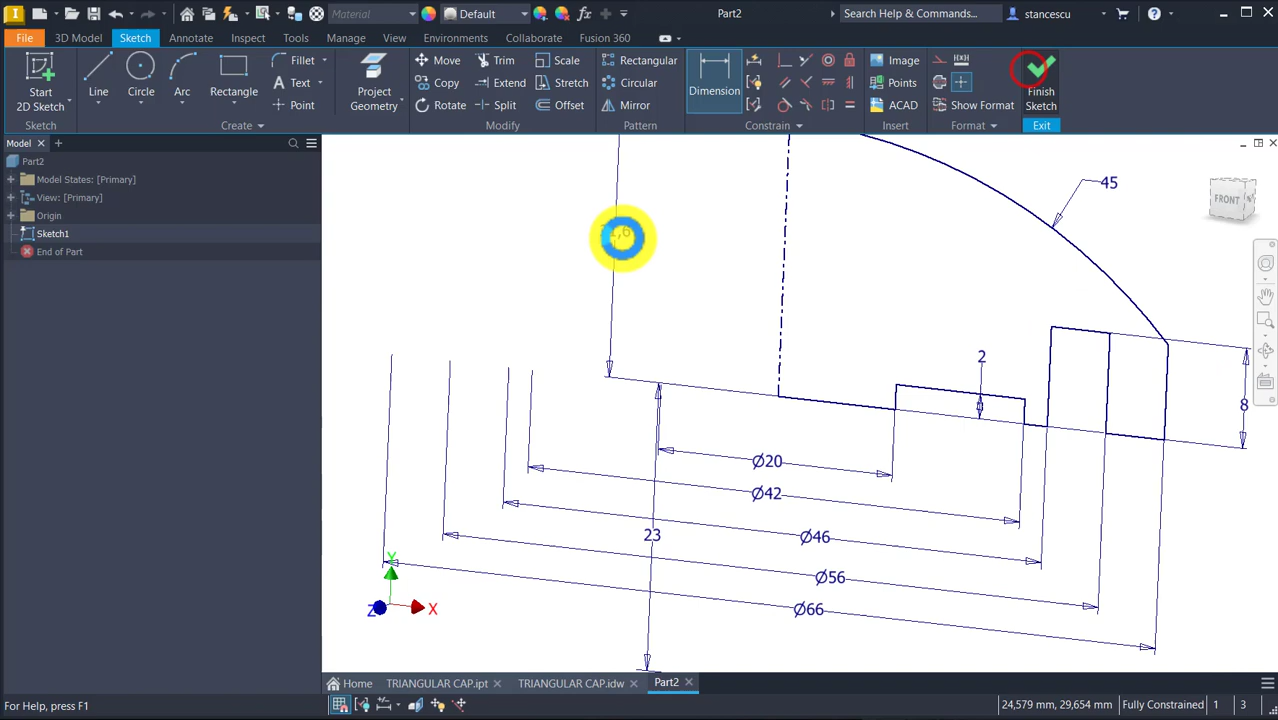 Material
Default
Part2
Search Help & Commands...
stancescu
File
3D Model
Sketch
Annotate
Inspect
Tools
Manage
View
Environments
Collaborate
Fusion 360
Start
2D Sketch
Line
Circle
Arc
Rectangle
Fillet
Text
Point
Project
Geometry
Move
Copy
Rotate
Trim
Extend
Split
Scale
Stretch
Offset
Rectangular
Circular
Mirror
Dimension
Image
Points
ACAD
Show Format
Finish
Sketch
Sketch
Create
Modify
Pattern
Constrain
Insert
Format
Exit
Model
Part2
Model States: [Primary]
View: [Primary]
Origin
Sketch1
End of Part
45
FRONT
2
8
Ø20
Ø42
23
Ø46
Ø56
Ø66
Y
Z
X
Home
TRIANGULAR CAP.ipt
TRIANGULAR CAP.idw
Part2
For Help, press F1
24,579 mm, 29,654 mm
Fully Constrained
1
3